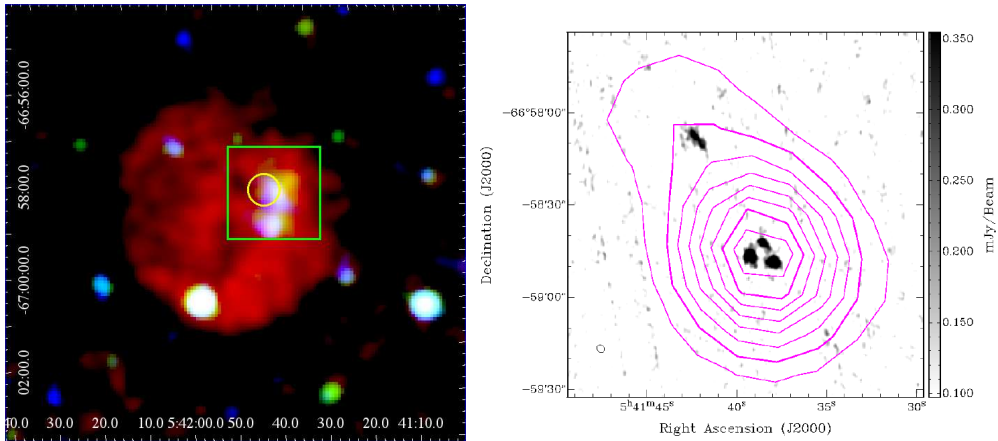 -66:56:00.0
58:00.0
-67:00:00.0
02:00.0
40.0 30.0 20.0 10.0 5:42:00.0 50.0 40.0 30.0 20.0 41:10.0
Declination (J2000)
−66°58'00"
−58'30"
−59'00"
−59'30"
5ʰ41ᵐ45ˢ 40ˢ 35ˢ 30ˢ
Right Ascension (J2000)
0.350
0.300
0.250
0.200
0.150
0.100
mJy/Beam